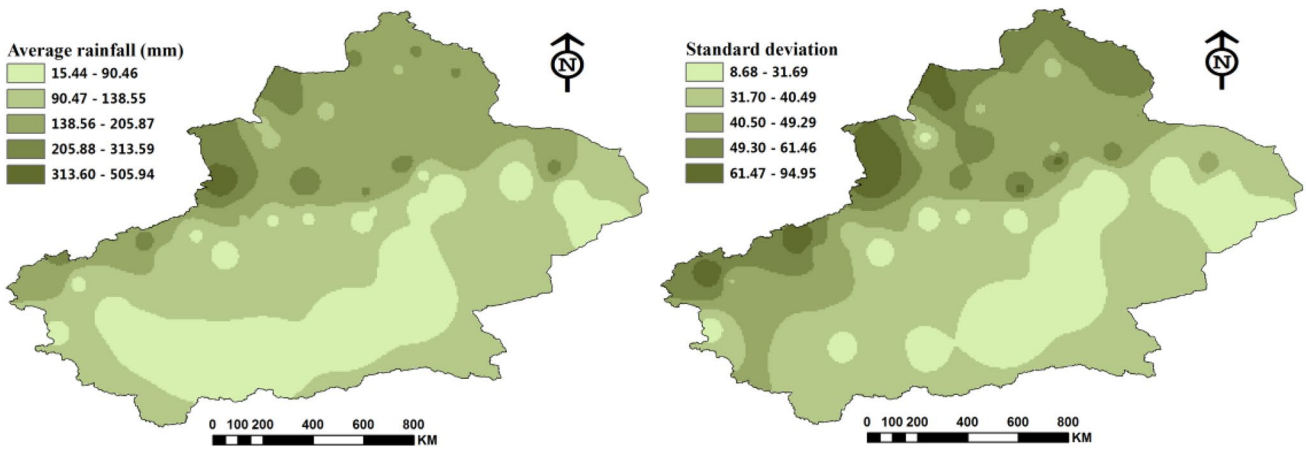 Average rainfall (mm)
15.44 - 90.46
90.47 - 138.55
138.56 - 205.87
205.88 - 313.59
313.60 - 505.94
N
0 100 200 400 600 800
KM
Standard deviation
8.68 - 31.69
31.70 - 40.49
40.50 - 49.29
49.30 - 61.46
61.47 - 94.95
N
0 100 200 400 600 800
KM